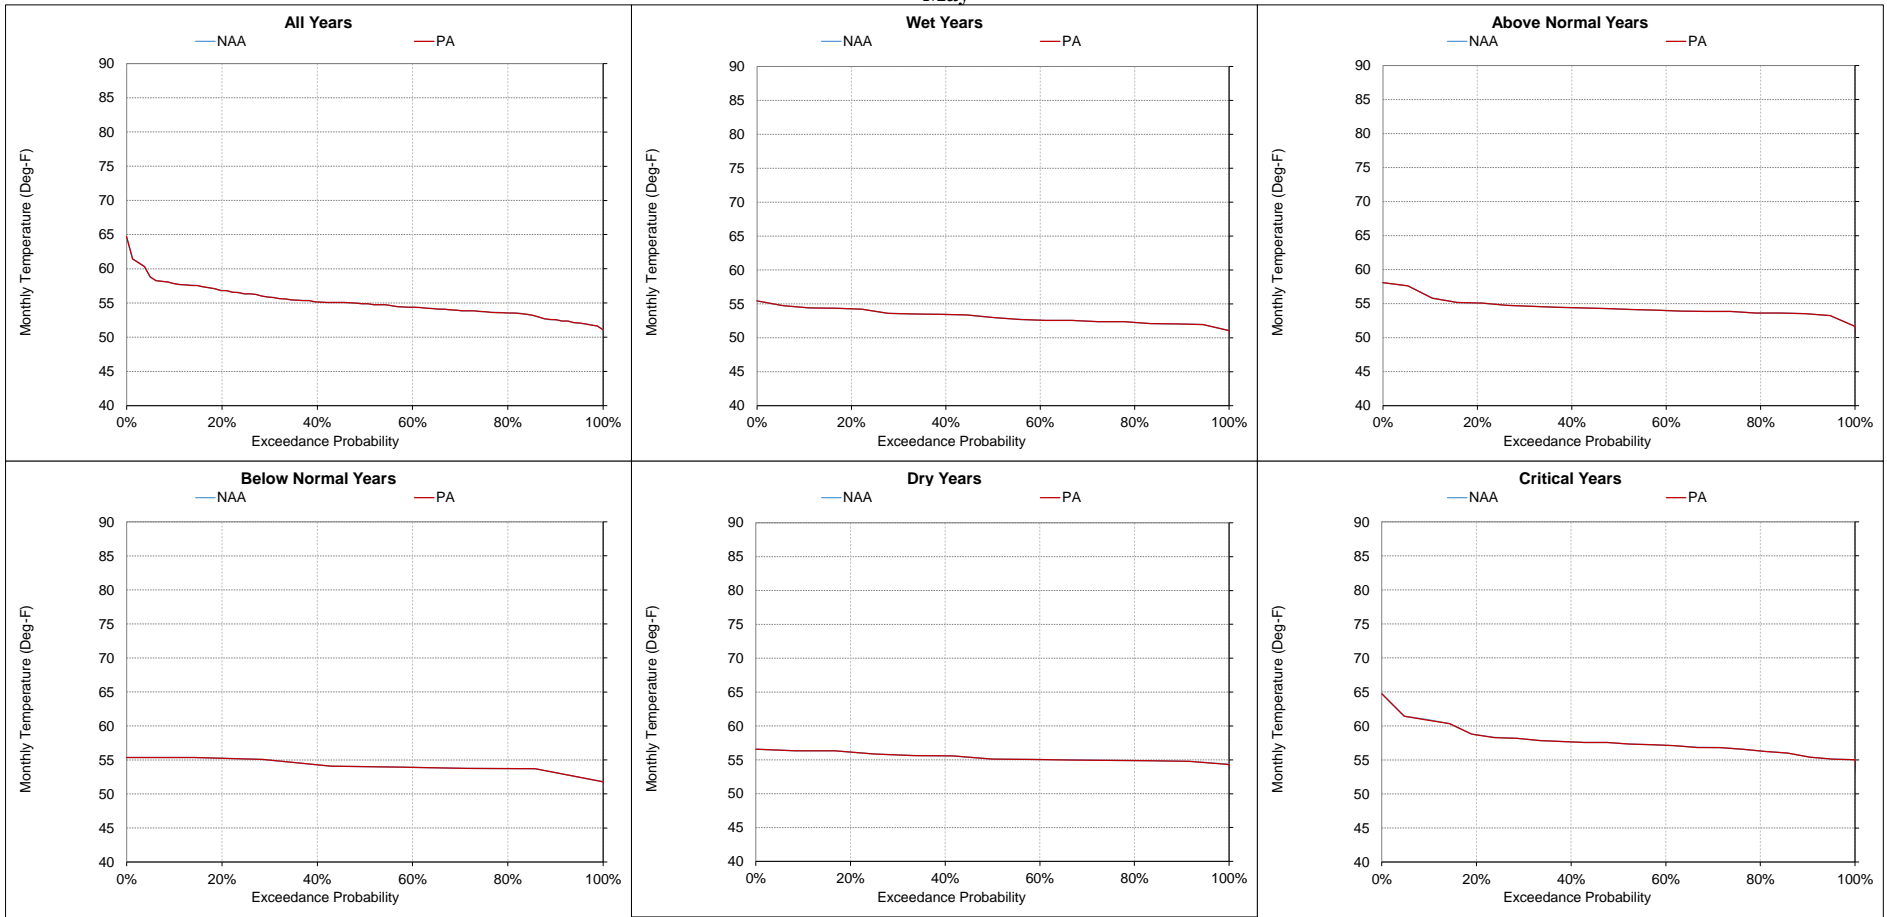 All Years
NAA PA
90
85
80
75
70
65
60
55
50
45
40
Monthly Temperature (Deg-F)
0% 20% 40% 60% 80% 100%
Exceedance Probability
Wet Years
NAA PA
90
85
80
75
70
65
60
55
50
45
40
Monthly Temperature (Deg-F)
0% 20% 40% 60% 80% 100%
Exceedance Probability
Above Normal Years
NAA PA
90
85
80
75
70
65
60
55
50
45
40
Monthly Temperature (Deg-F)
0% 20% 40% 60% 80% 100%
Exceedance Probability
Below Normal Years
NAA PA
90
85
80
75
70
65
60
55
50
45
40
Monthly Temperature (Deg-F)
0% 20% 40% 60% 80% 100%
Exceedance Probability
Dry Years
NAA PA
90
85
80
75
70
65
60
55
50
45
40
Monthly Temperature (Deg-F)
0% 20% 40% 60% 80% 100%
Exceedance Probability
Critical Years
NAA PA
90
85
80
75
70
65
60
55
50
45
40
Monthly Temperature (Deg-F)
0% 20% 40% 60% 80% 100%
Exceedance Probability